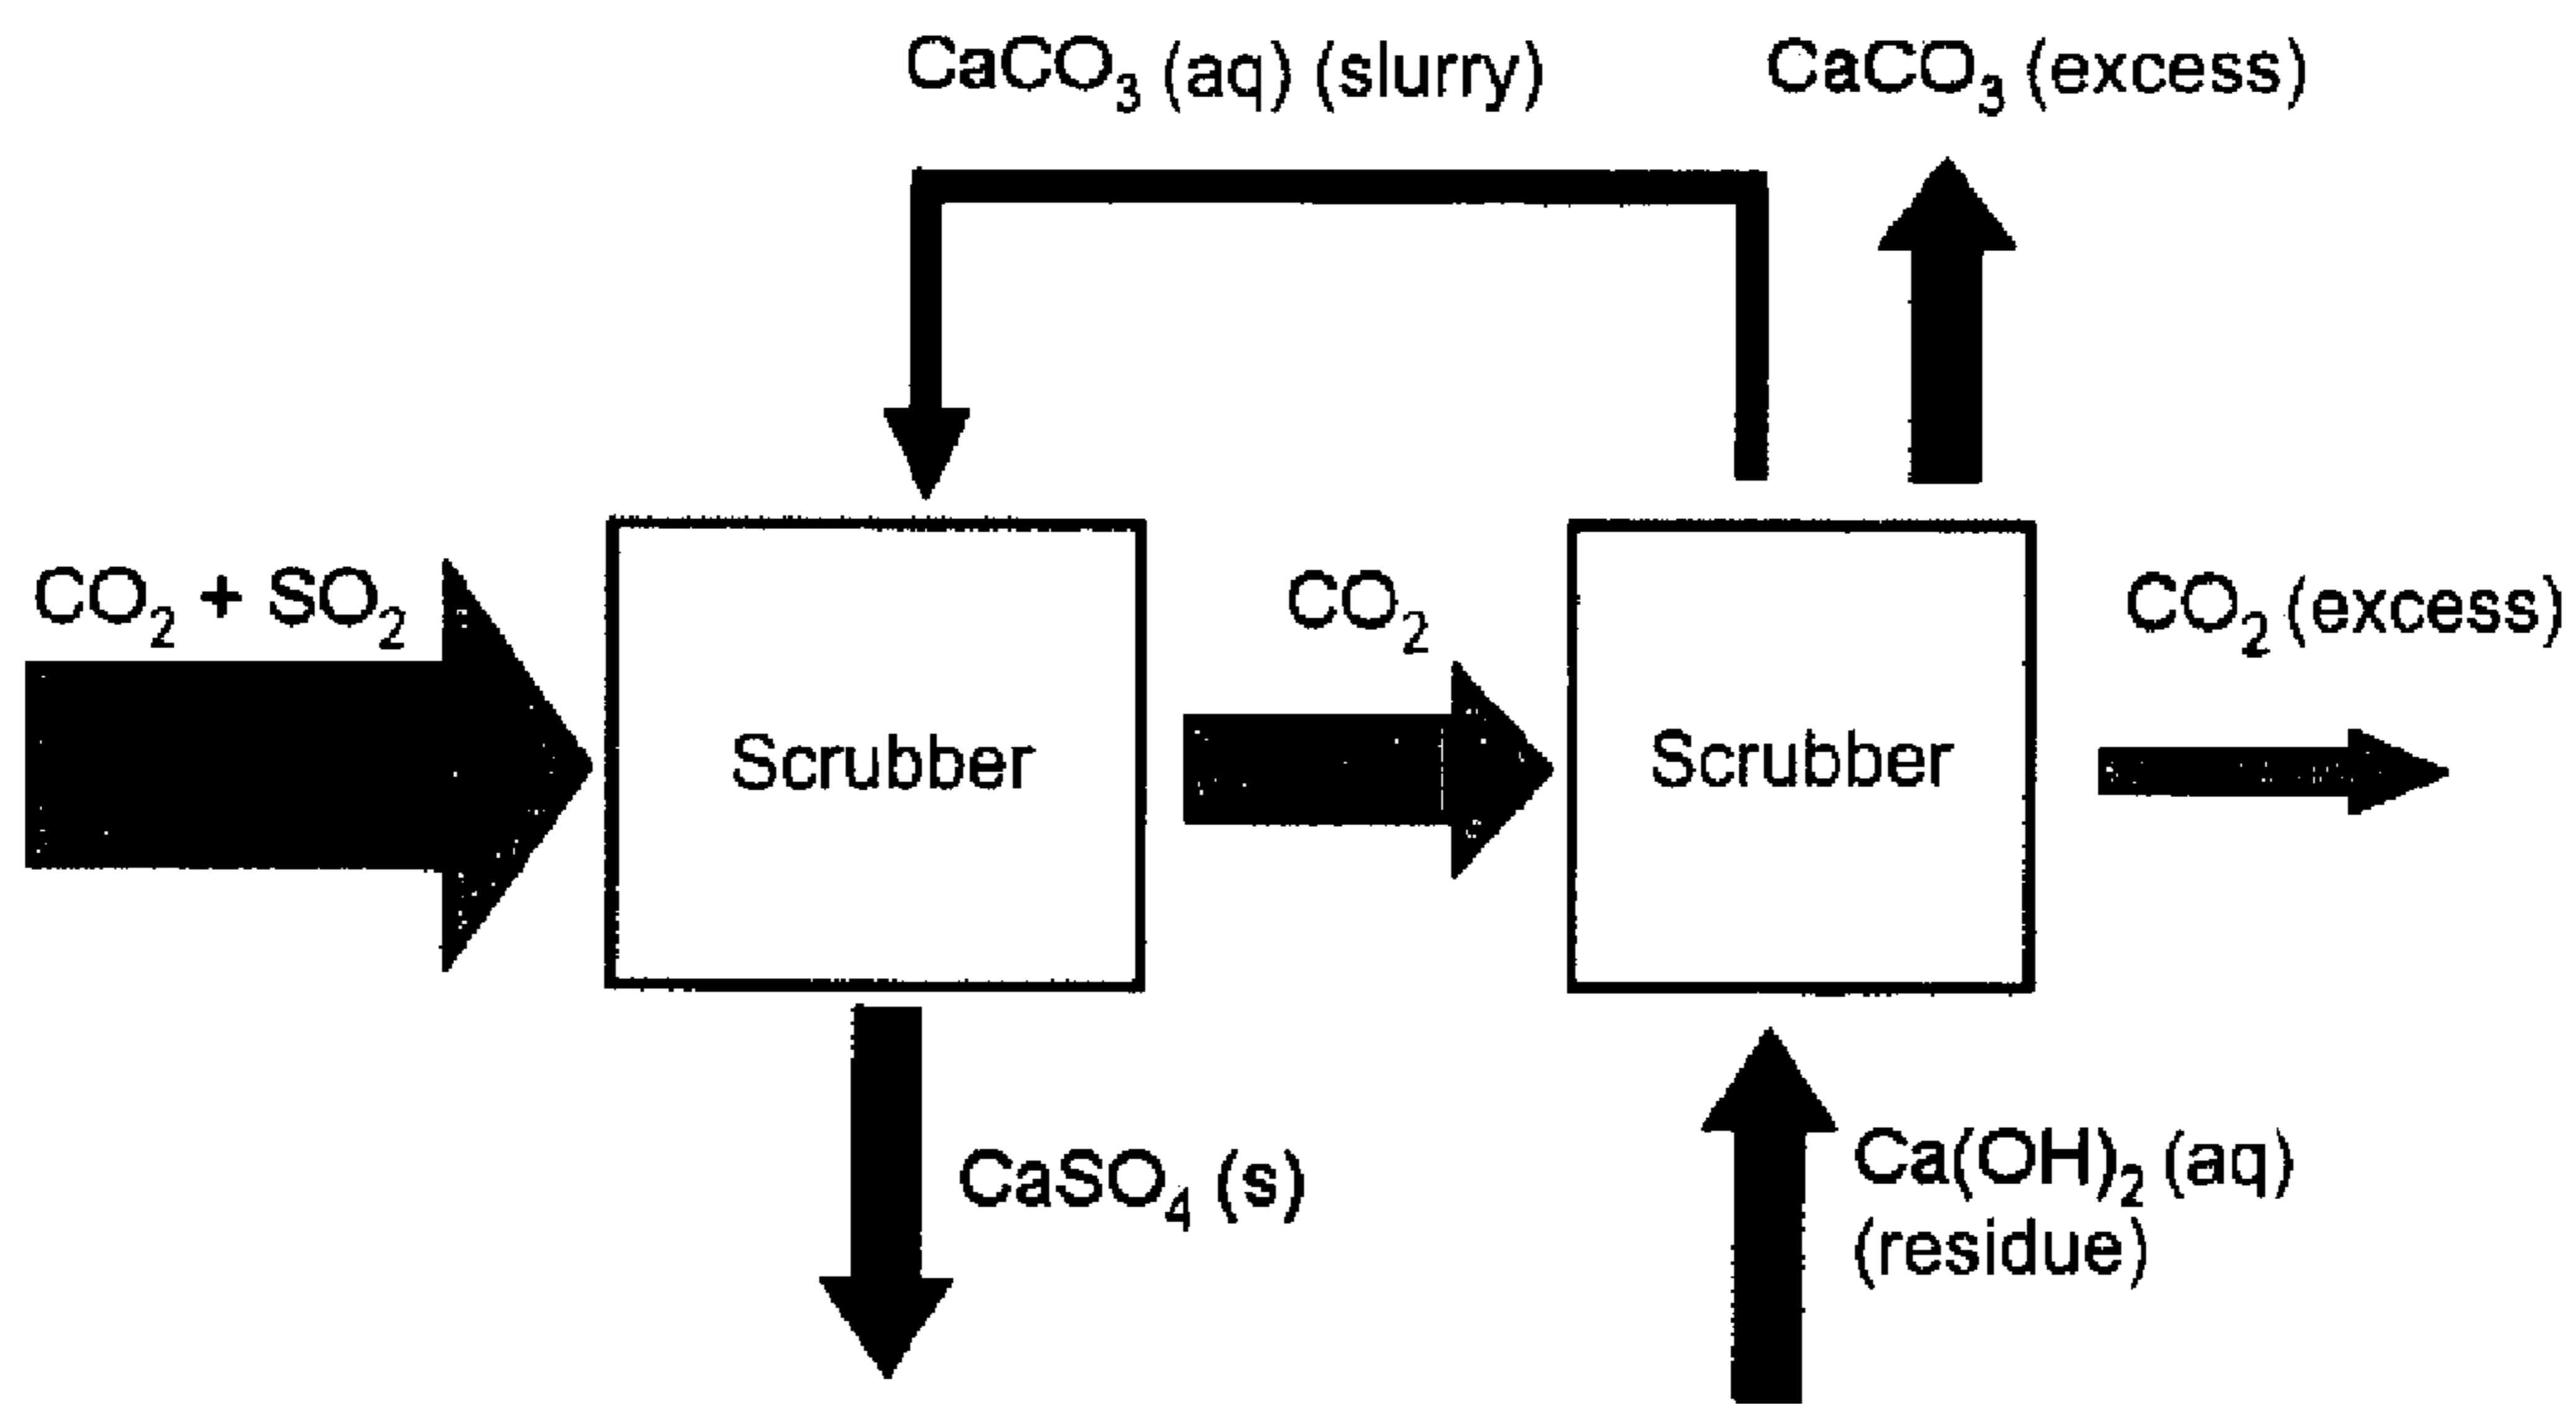 CaCO₃ (aq) (slurry)
CaCO₃ (excess)
CO₂ + SO₂
CO₂
CO₂ (excess)
Scrubber
Scrubber
CaSO₄ (s)
Ca(OH)₂ (aq)
(residue)